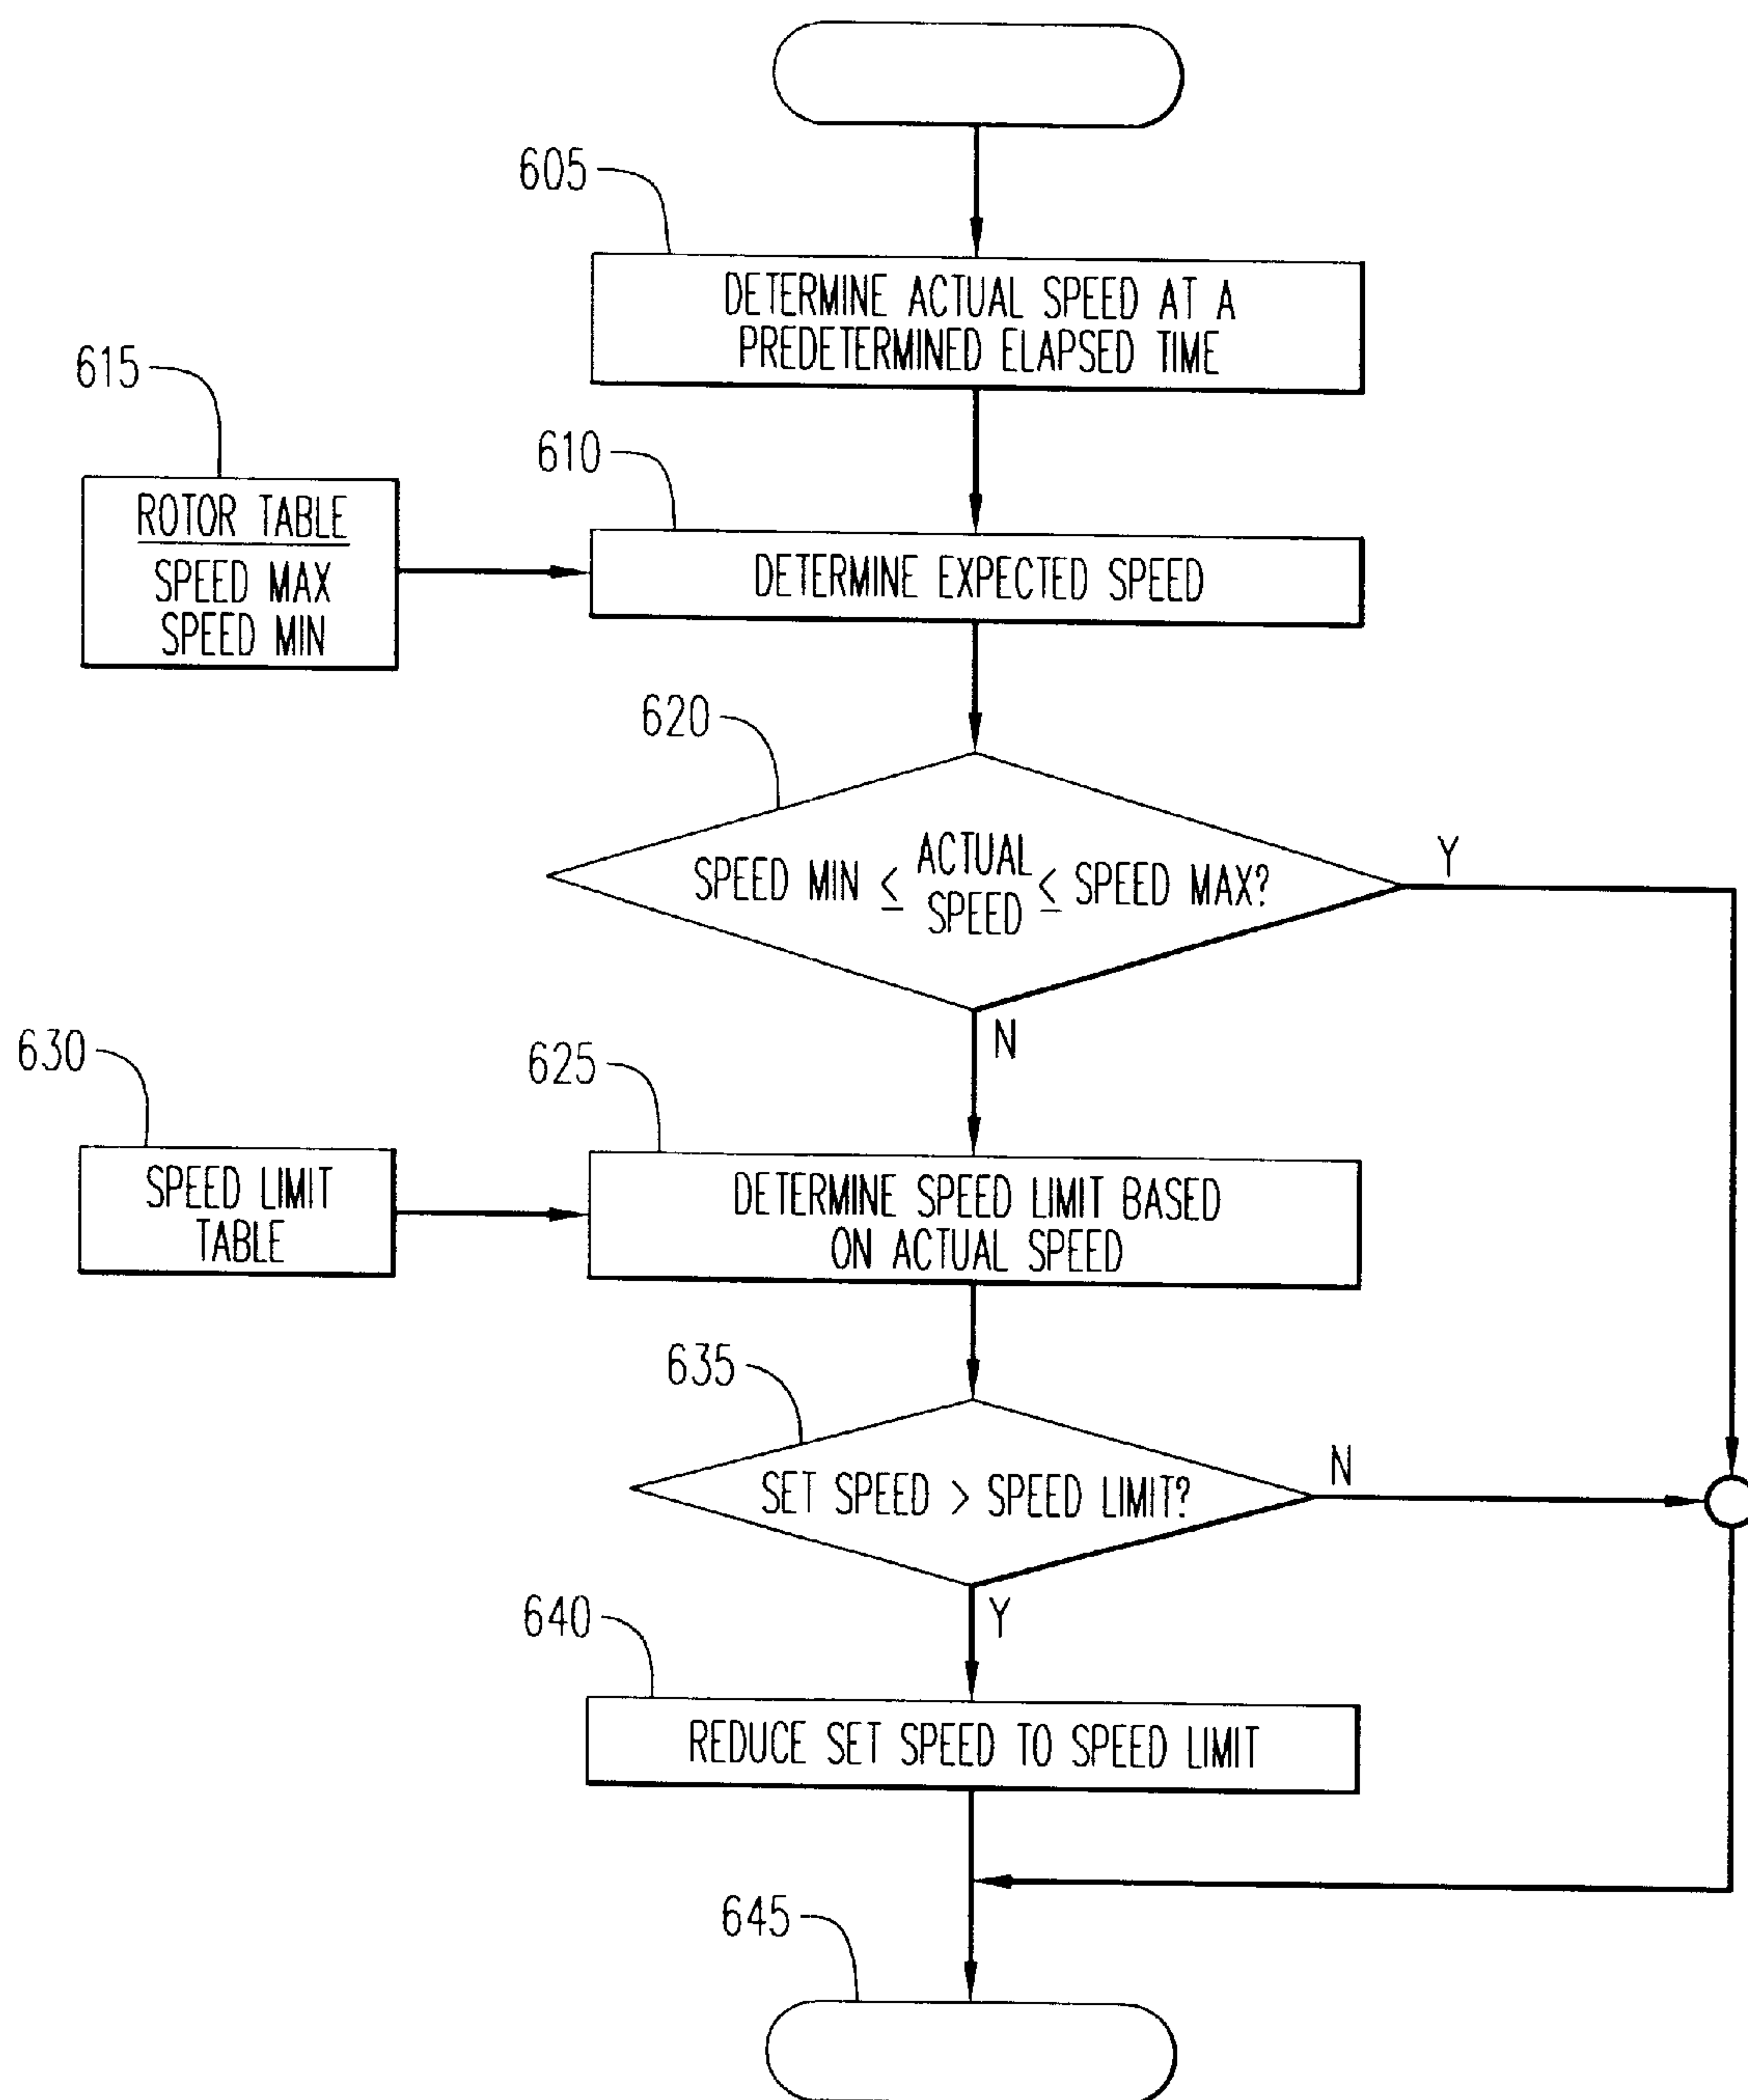 605
DETERMINE ACTUAL SPEED AT A
PREDETERMINED ELAPSED TIME
615
ROTOR TABLE
SPEED MAX
SPEED MIN
610
DETERMINE EXPECTED SPEED
620
SPEED MIN ≤ ACTUAL SPEED ≤ SPEED MAX?
Y
N
630
SPEED LIMIT
TABLE
625
DETERMINE SPEED LIMIT BASED
ON ACTUAL SPEED
635
SET SPEED > SPEED LIMIT?
N
Y
640
REDUCE SET SPEED TO SPEED LIMIT
645